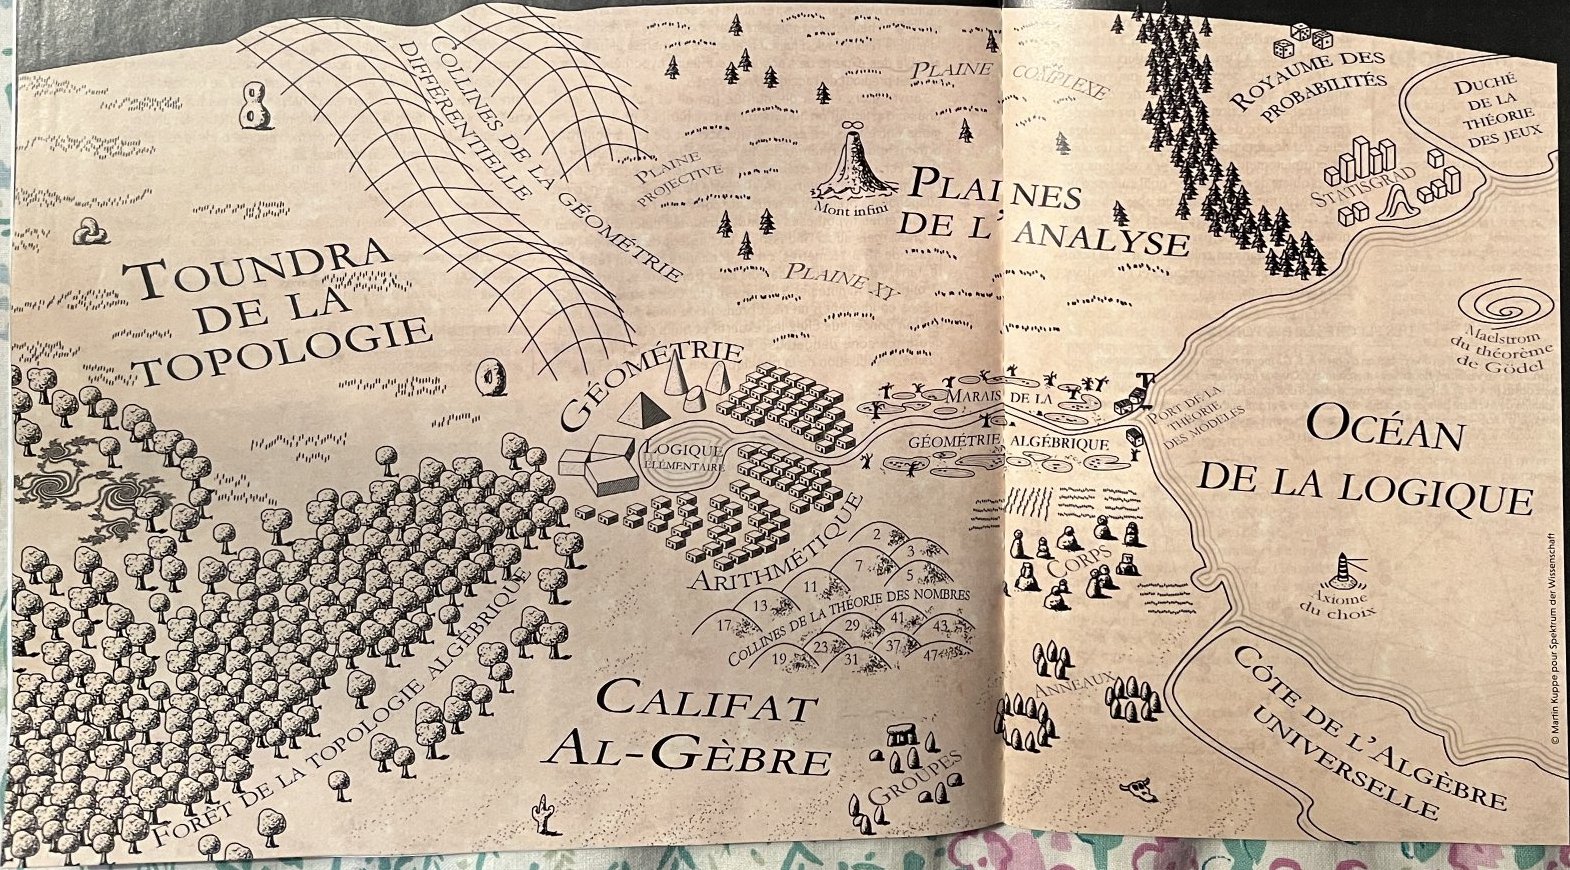 COLLINES DE LA GÉOMÉTRIE
DIFFÉRENTIELLE
PLAINE COMPLEXE
ROYAUME DES
PROBABILITÉS
DUCHÉ
DE LA
THÉORIE
DES JEUX
PLAINE
PROJECTIVE
∞
Mont infini
PLAINES
DE L'ANALYSE
STATISGRAD
TOUNDRA
DE LA
TOPOLOGIE
PLAINE XY
Maelstrom
du théorème
de Gödel
GÉOMÉTRIE
LOGIQUE
ÉLÉMENTAIRE
MARAIS DE LA
GÉOMÉTRIE ALGÉBRIQUE
PORT DE LA
THÉORIE
DES MODÈLES
OCÉAN
DE LA LOGIQUE
ARITHMÉTIQUE
2
3
7
5
11
13
17
COLLINES DE LA THÉORIE DES NOMBRES
29
41
43
19
23
31
37
47
CORPS
Axiome
du choix
ANNEAUX
FORÊT DE LA TOPOLOGIE ALGÉBRIQUE
CALIFAT
AL-GÈBRE
GROUPES
CÔTE DE L'ALGÈBRE
UNIVERSELLE
© Martin Kuppe pour Spektrum der Wissenschaft